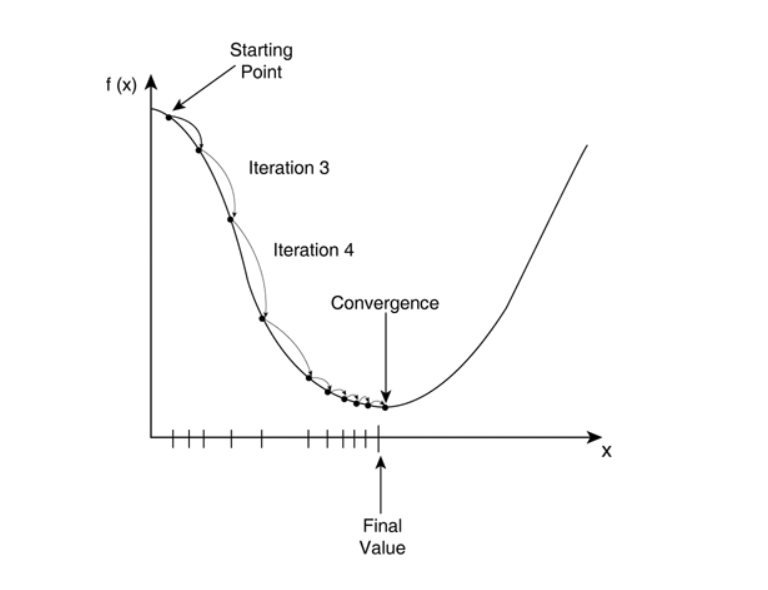 Starting
Point
f (x)
Iteration 3
Iteration 4
Convergence
x
Final
Value